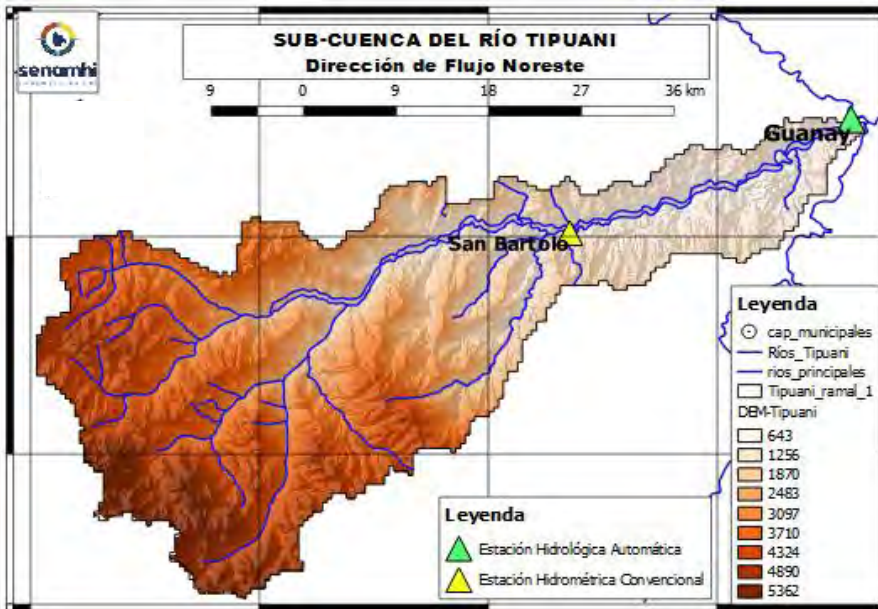 senamhi
SUB-CUENCA DEL RÍO TIPUANI
Dirección de Flujo Noreste
9 0 9 18 27 36 km
Guanay
San Bartolo
Leyenda
cap_municipales
Ríos_Tipuani
rios_principales
Tipuani_ramal_1
DEM-Tipuani
643
1256
1870
2483
3097
3710
4324
4890
5362
Leyenda
Estación Hidrológica Automática
Estación Hidrométrica Convencional